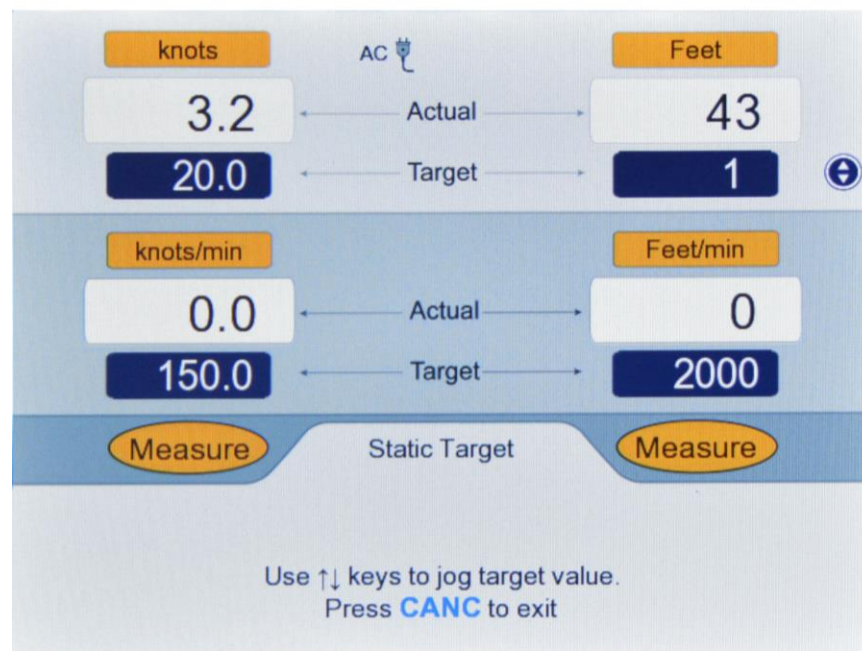 knots AC Feet
3.2 Actual 43
20.0 Target 1
knots/min Feet/min
0.0 Actual 0
150.0 Target 2000
Measure Static Target Measure
Use ↑↓ keys to jog target value.
Press CANC to exit